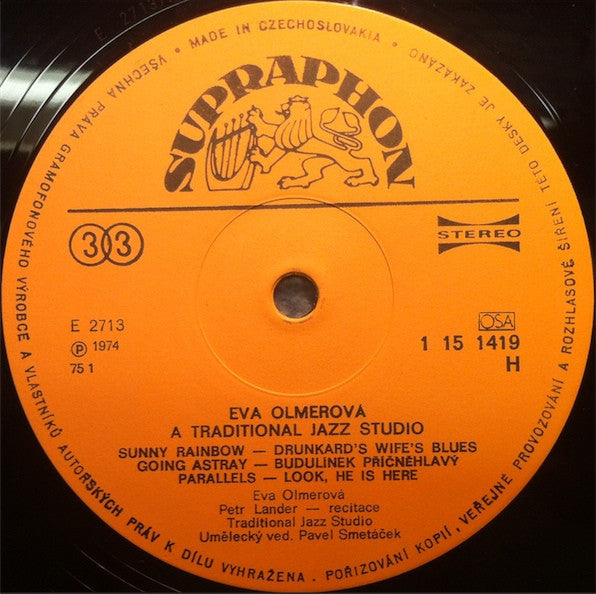 MADE IN CZECHOSLOVAKIA •
VŠECHNA PRÁVA GRAMOFONOVÉHO VÝROBCE A VLASTNÍKŮ AUTORSKÝCH PRÁV K DÍLU VYHRAŽENA . POŘIZOVÁNÍ KOPIÍ, VEŘEJNÉ PROVOZOVÁNÍ A ROZHLASOVÉ ŠÍŘENÍ TÉTO DESKY JE ZAKÁZÁNO •
SUPRAPHON
33
STEREO
E 2713
OSA
℗ 1974
1 15 1419
75 1
H
EVA OLMEROVÁ
A TRADITIONAL JAZZ STUDIO
SUNNY RAINBOW — DRUNKARD'S WIFE'S BLUES
GOING ASTRAY — BUDULÍNEK PŘÍČNĚHLAVÝ
PARALLELS — LOOK, HE IS HERE
Eva Olmerová
Petr Lander — recitace
Traditional Jazz Studio
Umělecký ved. Pavel Smetáček